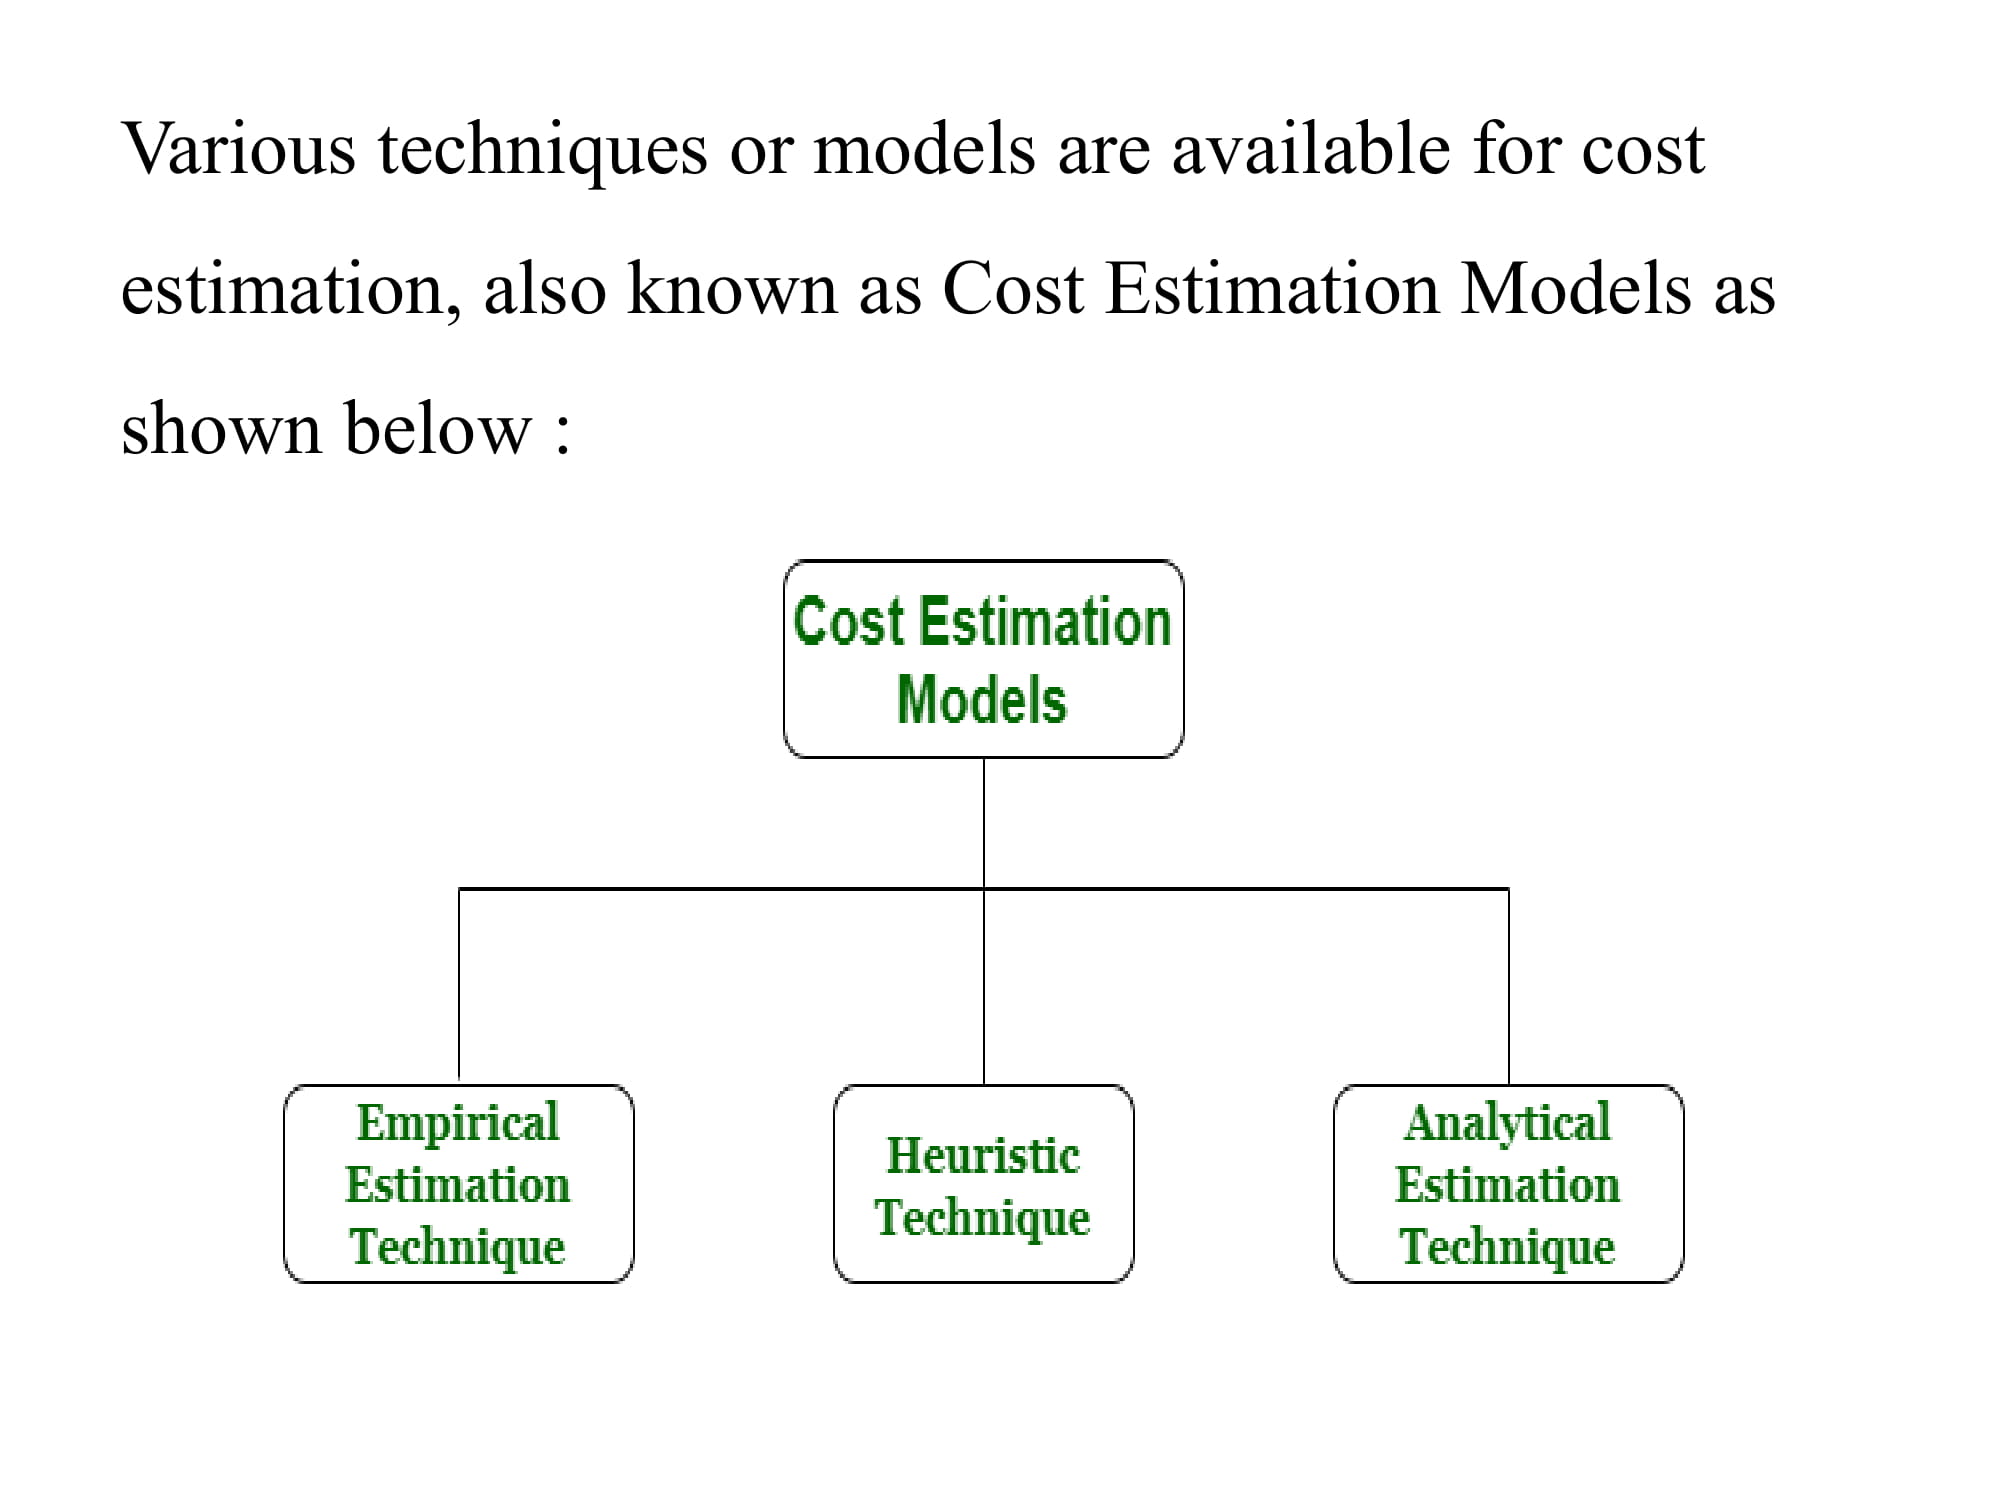 Various techniques or models are available for cost
estimation, also known as Cost Estimation Models as
shown below :
Cost Estimation
Models
Empirical
Estimation
Technique
Heuristic
Technique
Analytical
Estimation
Technique